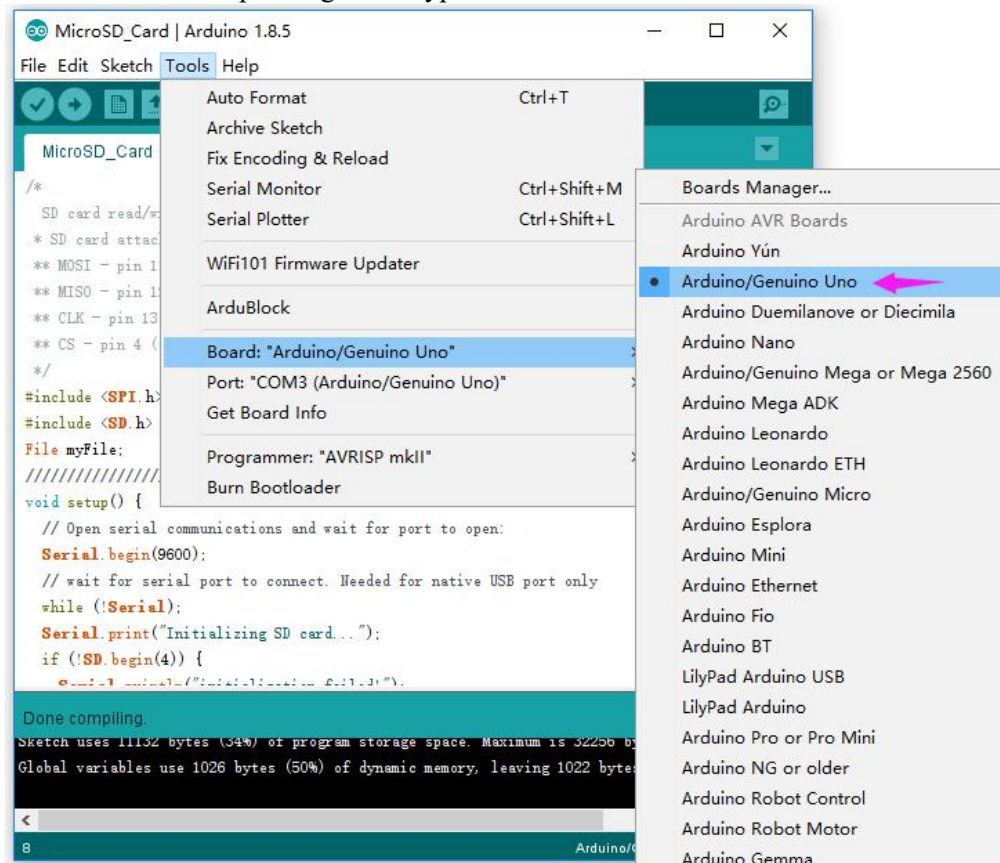 MicroSD_Card | Arduino 1.8.5
File Edit Sketch Tools Help
MicroSD_Card
Auto Format Ctrl+T
Archive Sketch
Fix Encoding & Reload
Serial Monitor Ctrl+Shift+M
Serial Plotter Ctrl+Shift+L
WiFi101 Firmware Updater
ArduBlock
Board: "Arduino/Genuino Uno"
Port: "COM3 (Arduino/Genuino Uno)"
Get Board Info
Programmer: "AVRISP mkII"
Burn Bootloader
Boards Manager...
Arduino AVR Boards
Arduino Yún
Arduino/Genuino Uno
Arduino Duemilanove or Diecimila
Arduino Nano
Arduino/Genuino Mega or Mega 2560
Arduino Mega ADK
Arduino Leonardo
Arduino Leonardo ETH
Arduino/Genuino Micro
Arduino Esplora
Arduino Mini
Arduino Ethernet
Arduino Fio
Arduino BT
LilyPad Arduino USB
LilyPad Arduino
Arduino Pro or Pro Mini
Arduino NG or older
Arduino Robot Control
Arduino Robot Motor
Arduino Gemma
/*
SD card read/
* SD card attac
** MOSI - pin 1
** MISO - pin 1
** CLK - pin 13
** CS - pin 4 (
*/
#include <SPI.h>
#include <SD.h>
File myFile;
////////////////
void setup() {
// Open serial communications and wait for port to open:
Serial.begin(9600);
// wait for serial port to connect. Needed for native USB port only
while (!Serial);
Serial.print("Initializing SD card...");
if (!SD.begin(4)) {
Serial.println("initialization failed!");
Done compiling.
Sketch uses 11132 bytes (34%) of program storage space. Maximum is 32256 b
Global variables use 1026 bytes (50%) of dynamic memory, leaving 1022 byte
8 Arduino/